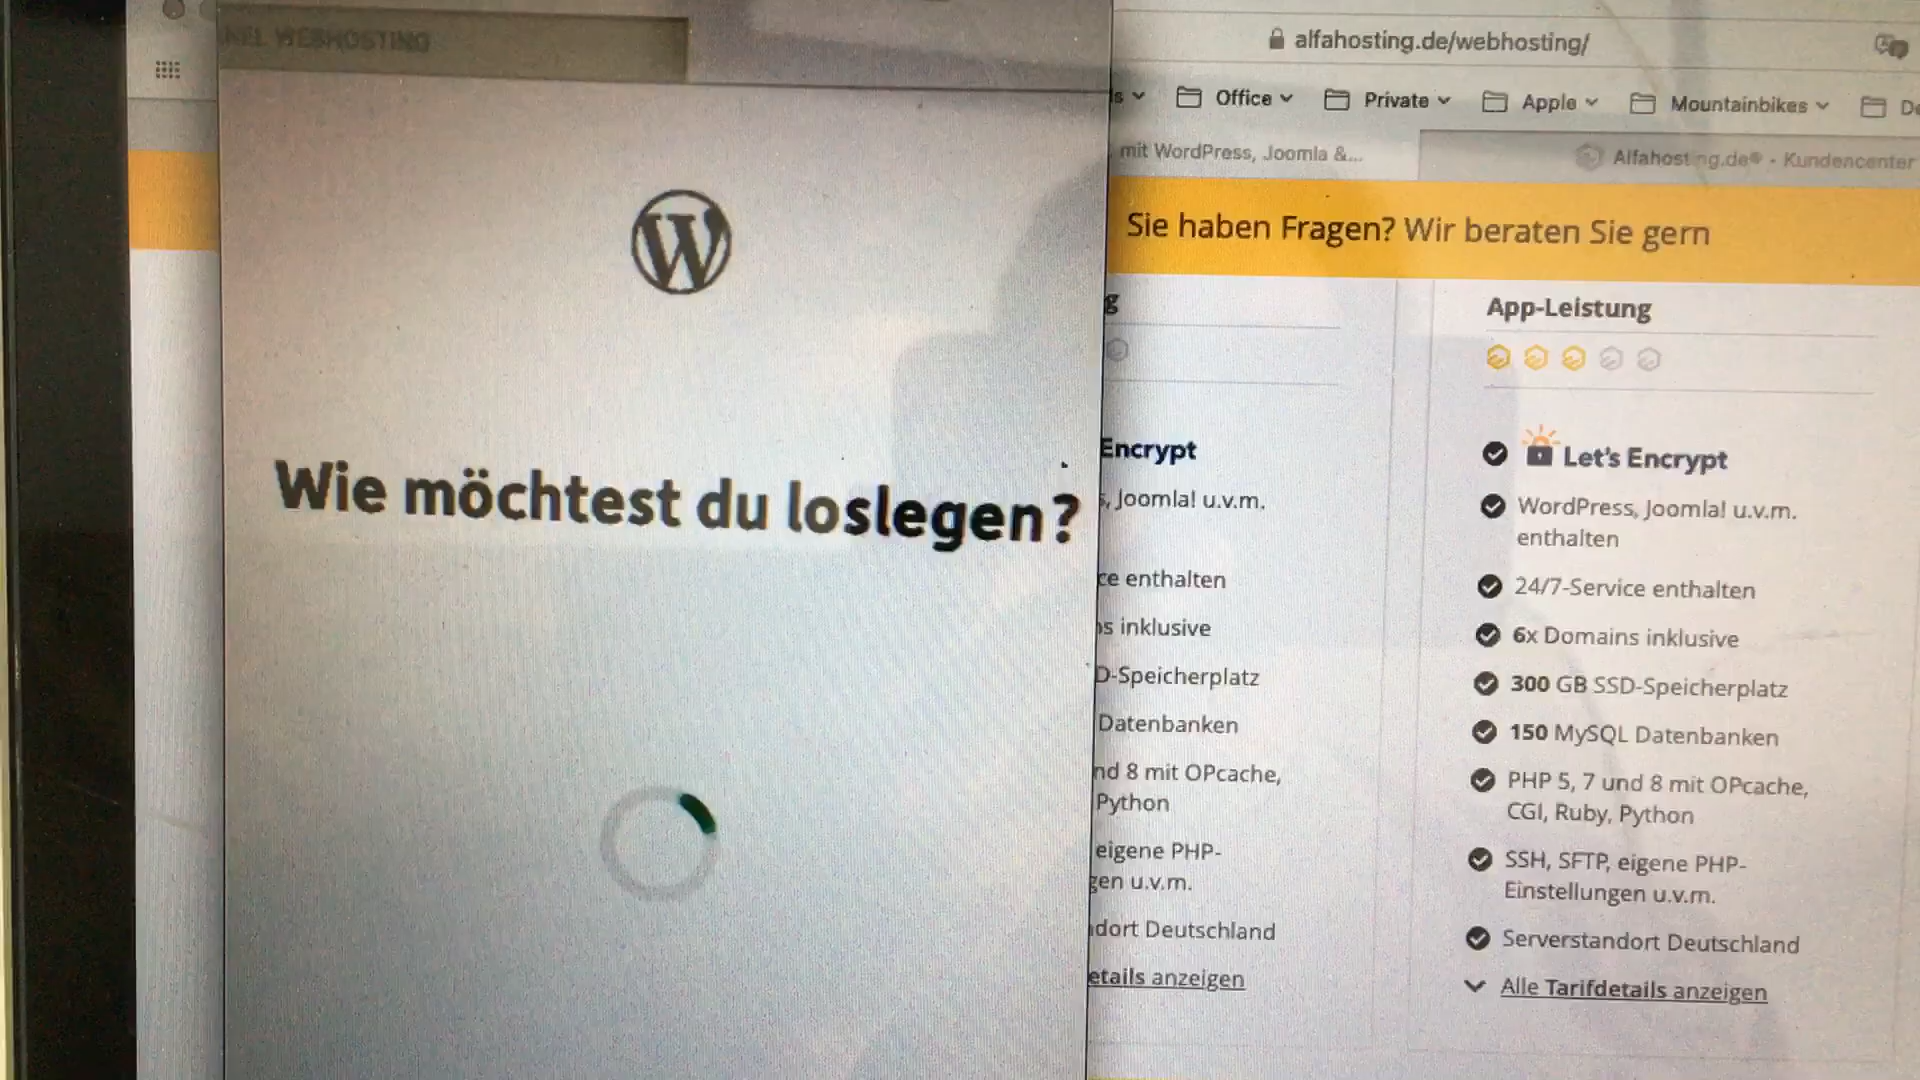 NEL WEBHOSTING
W
Wie möchtest du loslegen?
alfahosting.de/webhosting/
Office
Private
Apple
Mountainbikes
mit WordPress, Joomla &...
Alfahosting.de® - Kundencenter
Sie haben Fragen? Wir beraten Sie gern
g
Encrypt
s, Joomla! u.v.m.
ce enthalten
s inklusive
D-Speicherplatz
Datenbanken
nd 8 mit OPcache,
Python
eigene PHP-
gen u.v.m.
dort Deutschland
etails anzeigen
App-Leistung
Let's Encrypt
WordPress, Joomla! u.v.m.
enthalten
24/7-Service enthalten
6x Domains inklusive
300 GB SSD-Speicherplatz
150 MySQL Datenbanken
PHP 5, 7 und 8 mit OPcache,
CGI, Ruby, Python
SSH, SFTP, eigene PHP-
Einstellungen u.v.m.
Serverstandort Deutschland
Alle Tarifdetails anzeigen